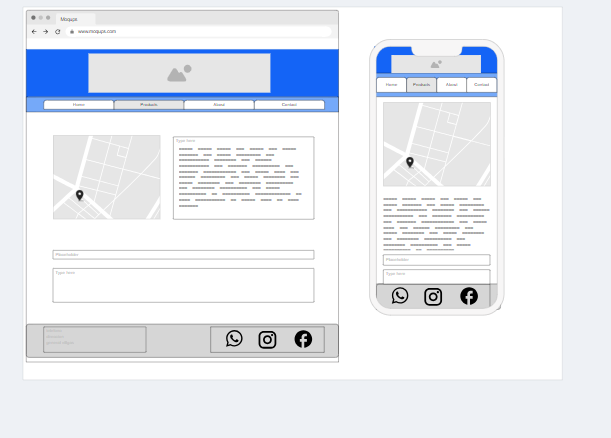 Moqups
www.moqups.com
Home
Products
About
Contact
Type here
Placeholder
Type here
Home
Products
About
Contact
Placeholder
Type here